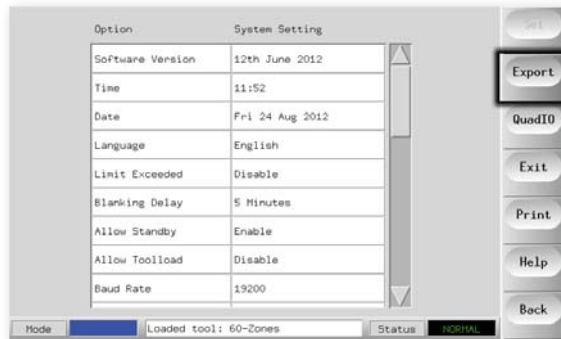 Option System Setting
Software Version 12th June 2012
Time 11:52
Date Fri 24 Aug 2012
Language English
Limit Exceeded Disable
Blanking Delay 5 Minutes
Allow Standby Enable
Allow Toolload Disable
Baud Rate 19200
Set
Export
QuadIO
Exit
Print
Help
Back
Mode Loaded tool: 60-Zones Status NORMAL